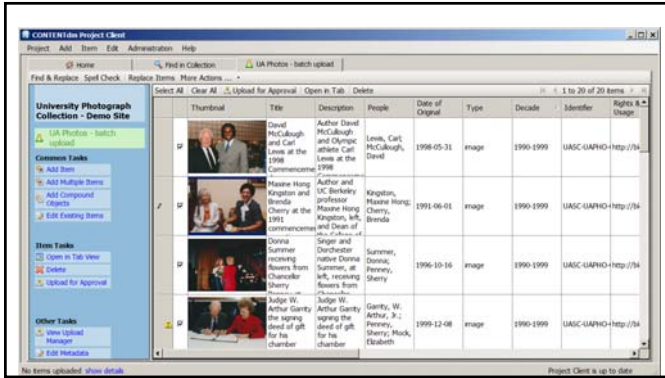 CONTENTdm Project Client
Project Add Item Edit Administration Help
Home Find in Collection UA Photos - batch upload
Find & Replace Spell Check Replace Items More Actions ...
Select All Clear All Upload for Approval Open in Tab Delete 1 to 20 of 20 items
University Photograph
Collection - Demo Site
UA Photos - batch
upload
Common Tasks
Add Item
Add Multiple Items
Add Compound
Objects
Edit Existing Items
Item Tasks
Open in Tab View
Delete
Upload for Approval
Other Tasks
View Upload
Manager
Edit Metadata
Thumbnail Title Description People Date of
Original Type Decade Identifier Rights &
Usage
David
McCullough
and Carl
Lewis at the
1998
Commenceme
Author David
McCullough
and Olympic
athlete Carl
Lewis at the
1998
Lewis, Carl;
McCullough,
David
1998-05-31
image
1990-1999
UASC-UAPHO-
http://bl
Maxine Hong
Kingston and
Brenda
Cherry at the
1991
commencemen
Author and
UC Berkeley
professor
Maxine Hong
Kingston, left,
and Dean of
Kingston,
Maxine Hong;
Cherry,
Brenda
1991-06-01
image
1990-1999
UASC-UAPHO-
http://bl
Donna
Summer
receiving
flowers from
Chancellor
Sherry
Singer and
Dorchester
native Donna
Summer, at
left, receiving
flowers from
Summer,
Donna;
Penney,
Sherry
1996-10-16
image
1990-1999
UASC-UAPHO-
http://bl
Judge W.
Arthur Garrity
the signing
deed of gift
for his
chamber
Judge W.
Arthur Garrity
signing the
deed of gift
for his
chamber
Garrity, W.
Arthur, Jr.;
Penney,
Sherry; Mock,
Elizabeth
1999-12-08
image
1990-1999
UASC-UAPHO-
http://bl
No items uploaded show details
Project Client is up to date